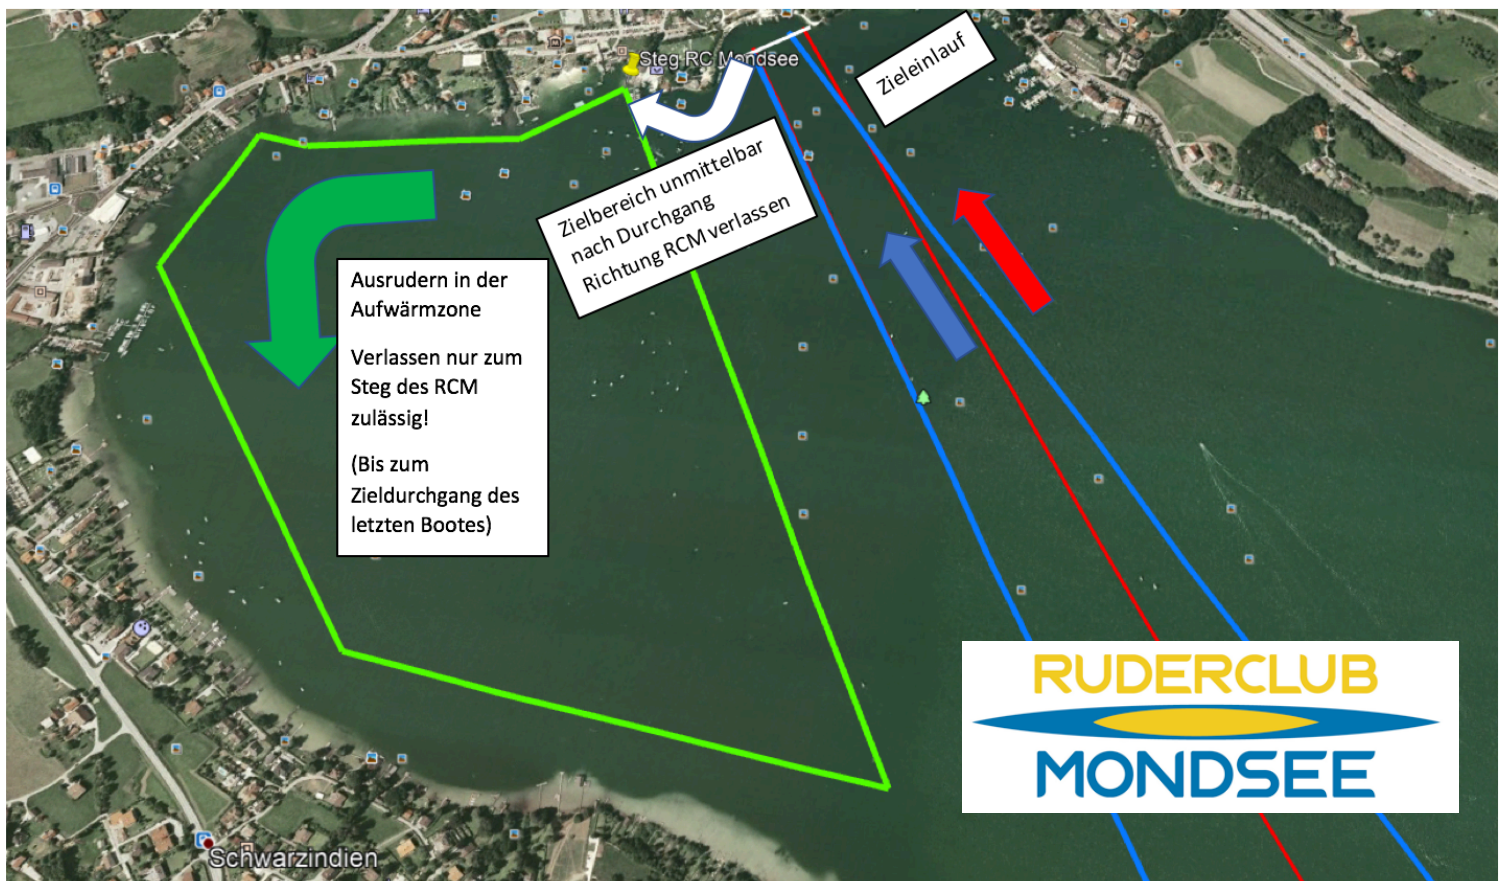 Steg RC Mondsee
Zieleinlauf
Zielbereich unmittelbar
nach Durchgang
Richtung RCM verlassen
Ausrudern in der
Aufwärmzone
Verlassen nur zum
Steg des RCM
zulässig!
(Bis zum
Zieldurchgang des
letzten Bootes)
RUDERCLUB
MONDSEE
Schwarzindien